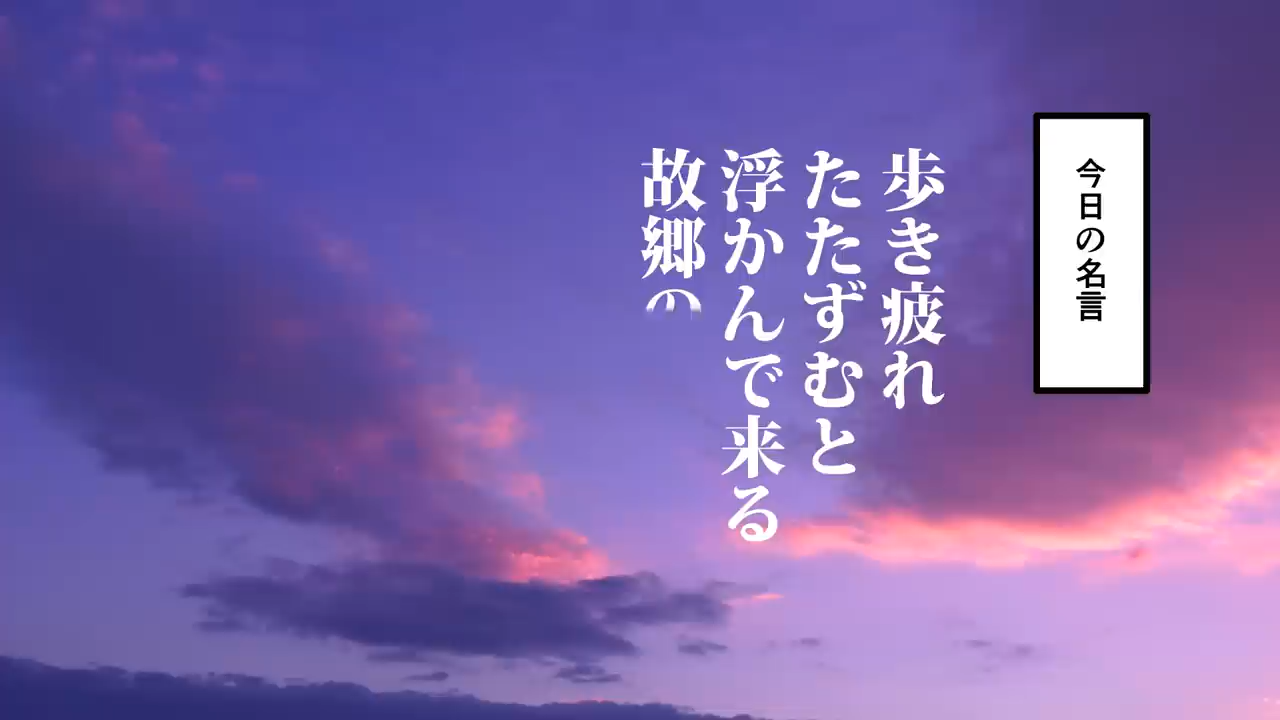 今日の名言
歩き疲れ
たたずむと
浮かんで来る
故郷の